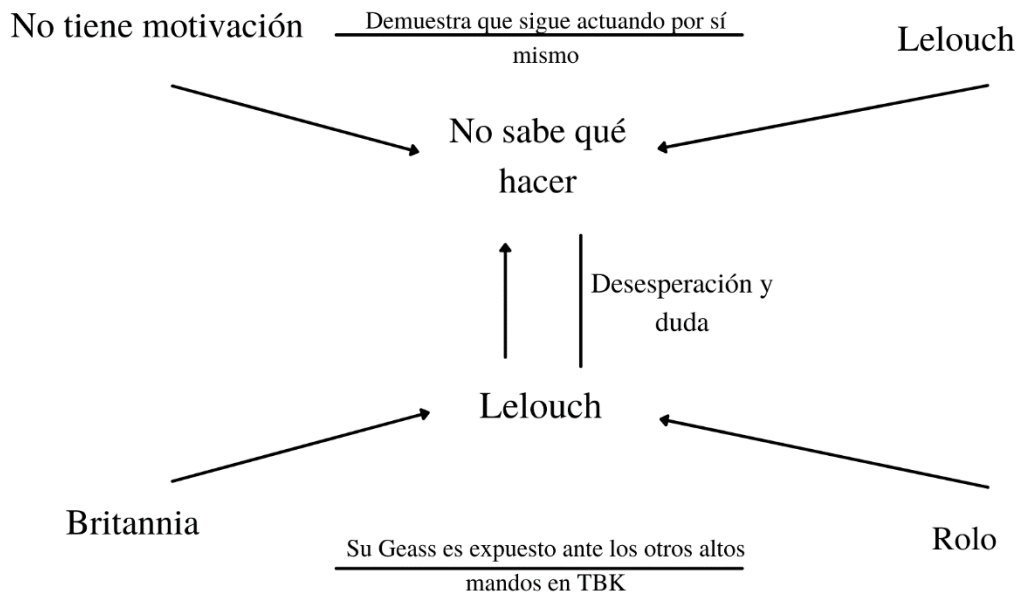 No tiene motivación
Demuestra que sigue actuando por sí
mismo
Lelouch
No sabe qué
hacer
Desesperación y
duda
Lelouch
Britannia
Su Geass es expuesto ante los otros altos
mandos en TBK
Rolo